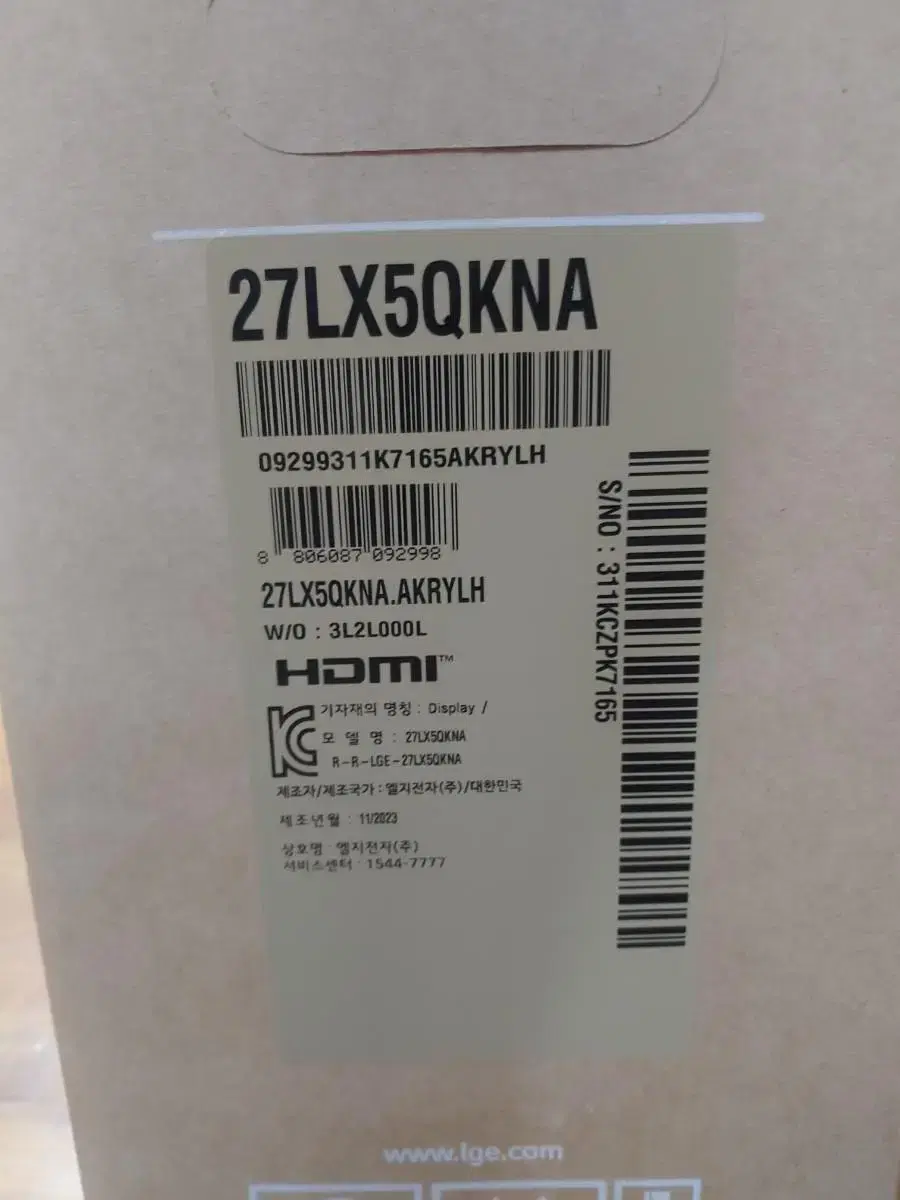 27LX5QKNA
09299311K7165AKRYLH
8 806087 092998
27LX5QKNA.AKRYLH
W/O : 3L2L000L
HDMI™
기자재의 명칭 : Display /
모 델 명 : 27LX5QKNA
R-R-LGE-27LX5QKNA
제조자/제조국가 : 엘지전자(주)/대한민국
제조년월 : 11/2023
상호명 : 엘지전자(주)
서비스센터 : 1544-7777
S/NO : 311KCZPK7165
www.lge.com